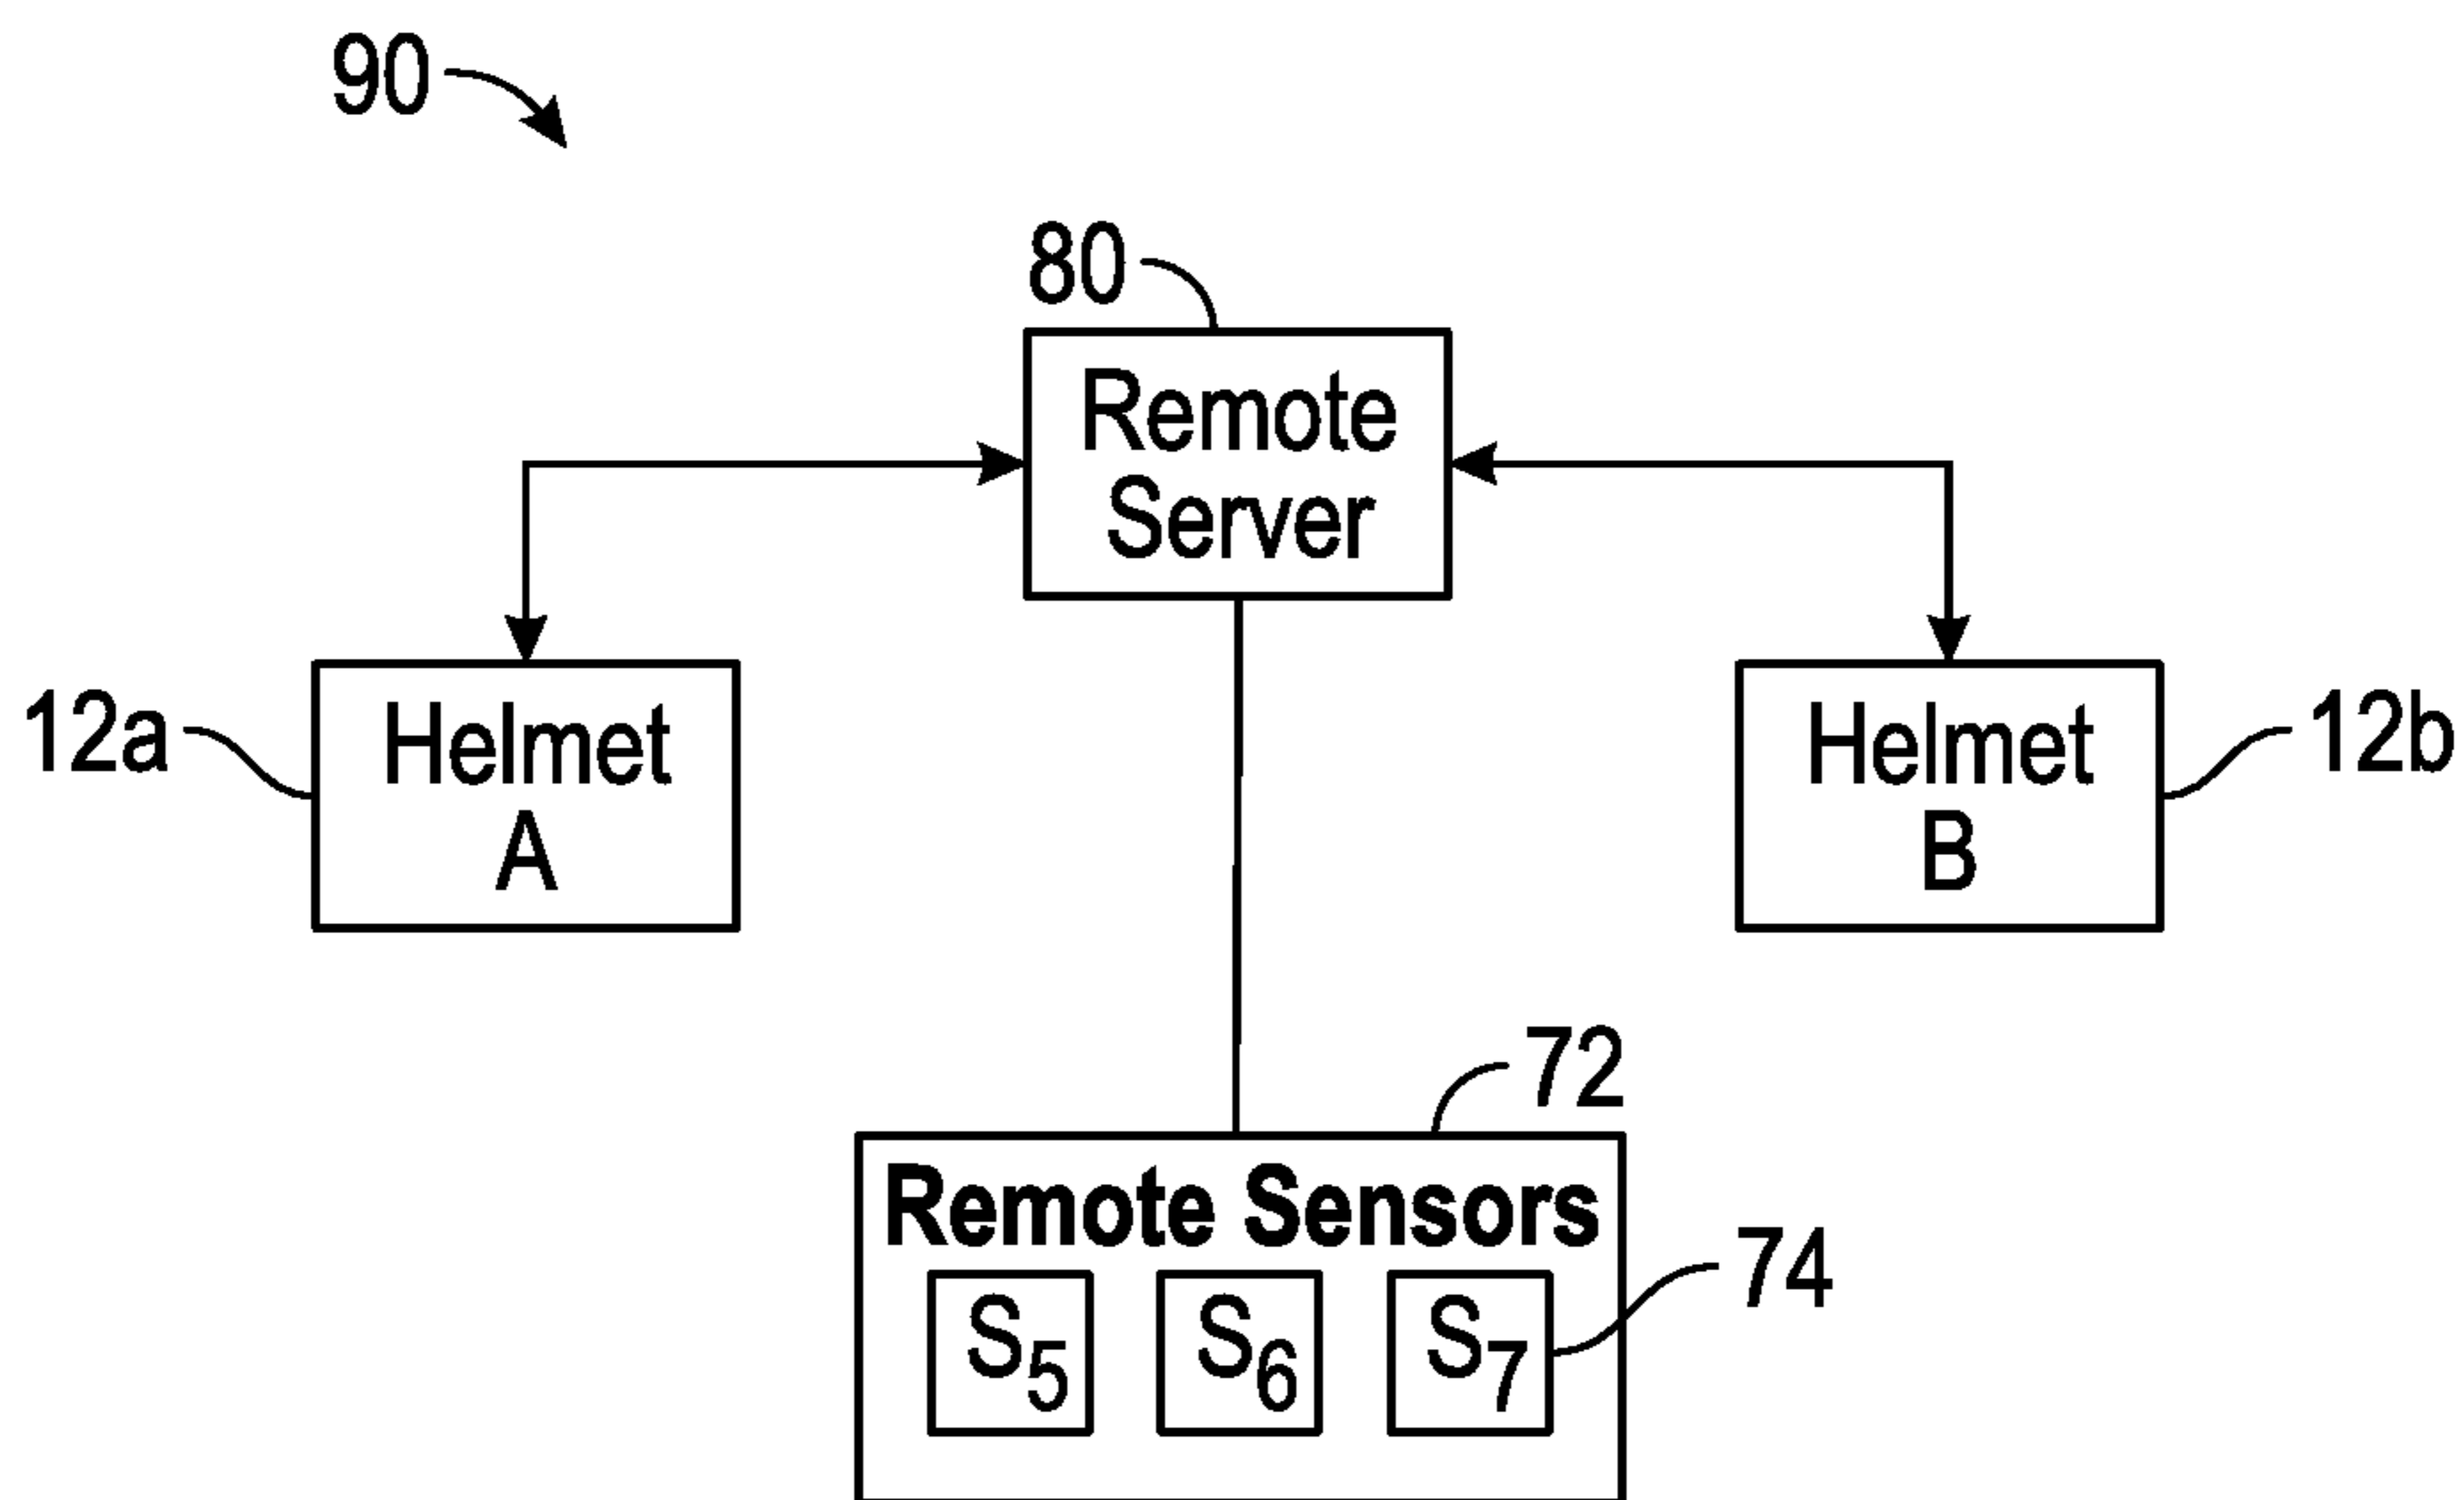 90
80
Remote
Server
12a
Helmet
A
Helmet
B
12b
72
Remote Sensors
74
S5
S6
S7